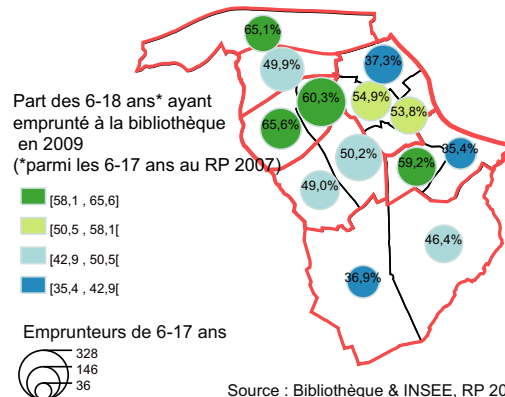 65,1%
49,9%
37,3%
60,3%
54,9%
53,8%
65,6%
50,2%
59,2%
35,4%
49,0%
46,4%
36,9%
Part des 6-18 ans* ayant
emprunté à la bibliothèque
en 2009
(*parmi les 6-17 ans au RP 2007)
[58,1 , 65,6]
[50,5 , 58,1[
[42,9 , 50,5[
[35,4 , 42,9[
Emprunteurs de 6-17 ans
328
146
36
Source : Bibliothèque & INSEE, RP 20